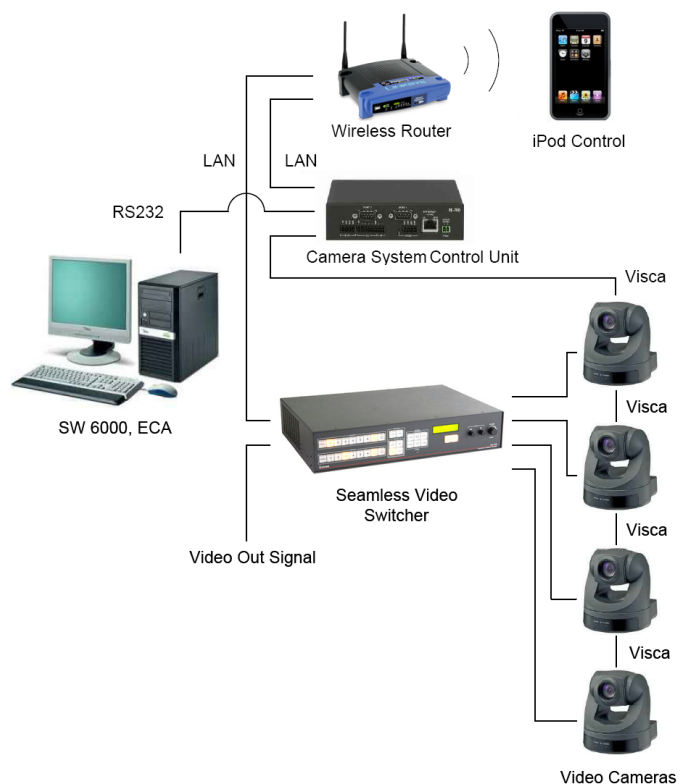 Wireless Router
iPod Control
LAN
LAN
RS232
Camera System Control Unit
Visca
SW 6000, ECA
Visca
Seamless Video
Switcher
Visca
Video Out Signal
Visca
Video Cameras